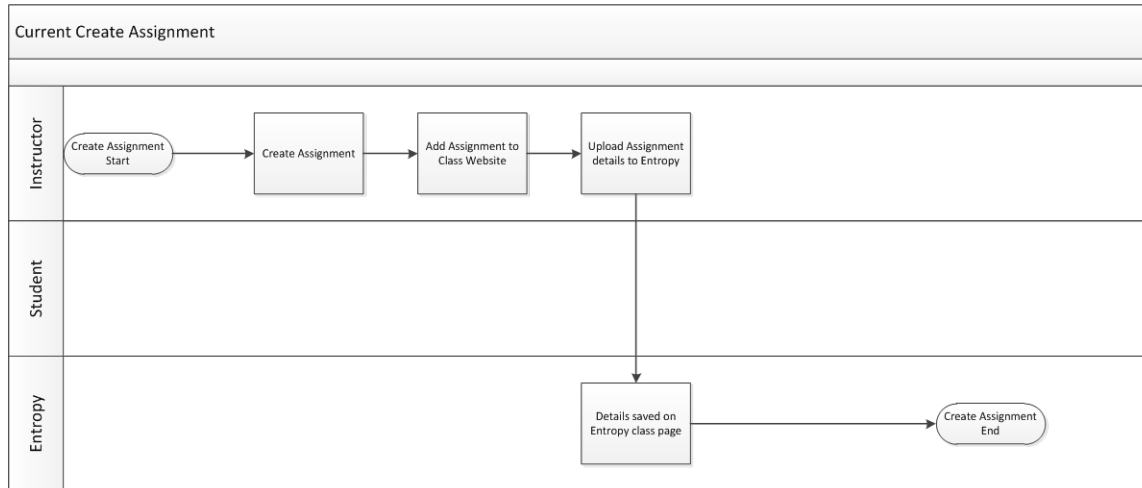 Current Create Assignment
Instructor
Create Assignment
Start
Create Assignment
Add Assignment to
Class Website
Upload Assignment
details to Entropy
Student
Entropy
Details saved on
Entropy class page
Create Assignment
End